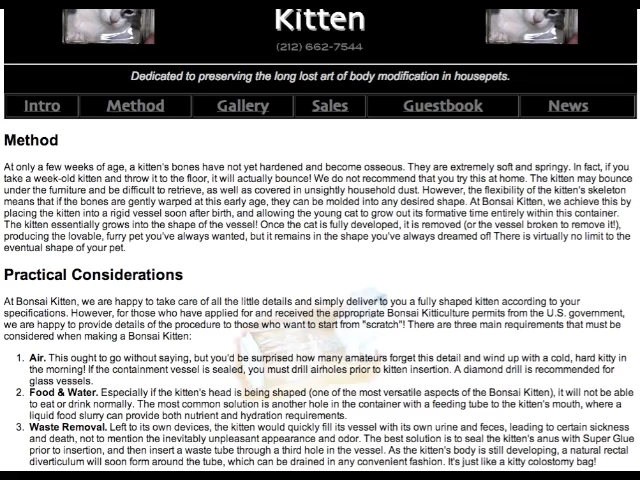 Kitten
(212) 662-7544
Dedicated to preserving the long lost art of body modification in housepets.
Intro Method Gallery Sales Guestbook News
Method
At only a few weeks of age, a kitten's bones have not yet hardened and become osseous. They are extremely soft and springy. In fact, if you
take a week-old kitten and throw it to the floor, it will actually bounce! We do not recommend that you try this at home. The kitten may bounce
under the furniture and be difficult to retrieve, as well as covered in unsightly household dust. However, the flexibility of the kitten's skeleton
means that if the bones are gently warped at this early age, they can be molded into any desired shape. At Bonsai Kitten, we achieve this by
placing the kitten into a rigid vessel soon after birth, and allowing the young cat to grow out its formative time entirely within this container.
The kitten essentially grows into the shape of the vessel! Once the cat is fully developed, it is removed (or the vessel broken to remove it!),
producing the lovable, furry pet you've always wanted, but it remains in the shape you've always dreamed of! There is virtually no limit to the
eventual shape of your pet.
Practical Considerations
At Bonsai Kitten, we are happy to take care of all the little details and simply deliver to you a fully shaped kitten according to your
specifications. However, for those who have applied for and received the appropriate Bonsai Kitticulture permits from the U.S. government,
we are happy to provide details of the procedure to those who want to start from "scratch"! There are three main requirements that must be
considered when making a Bonsai Kitten:
1. Air. This ought to go without saying, but you'd be surprised how many amateurs forget this detail and wind up with a cold, hard kitty in
the morning! If the containment vessel is sealed, you must drill airholes prior to kitten insertion. A diamond drill is recommended for
glass vessels.
2. Food & Water. Especially if the kitten's head is being shaped (one of the most versatile aspects of the Bonsai Kitten), it will not be able
to eat or drink normally. The most common solution is another hole in the container with a feeding tube to the kitten's mouth, where a
liquid food slurry can provide both nutrient and hydration requirements.
3. Waste Removal. Left to its own devices, the kitten would quickly fill its vessel with its own urine and feces, leading to certain sickness
and death, not to mention the inevitably unpleasant appearance and odor. The best solution is to seal the kitten's anus with Super Glue
prior to insertion, and then insert a waste tube through a third hole in the vessel. As the kitten's body is still developing, a natural rectal
diverticulum will soon form around the tube, which can be drained in any convenient fashion. It's just like a kitty colostomy bag!